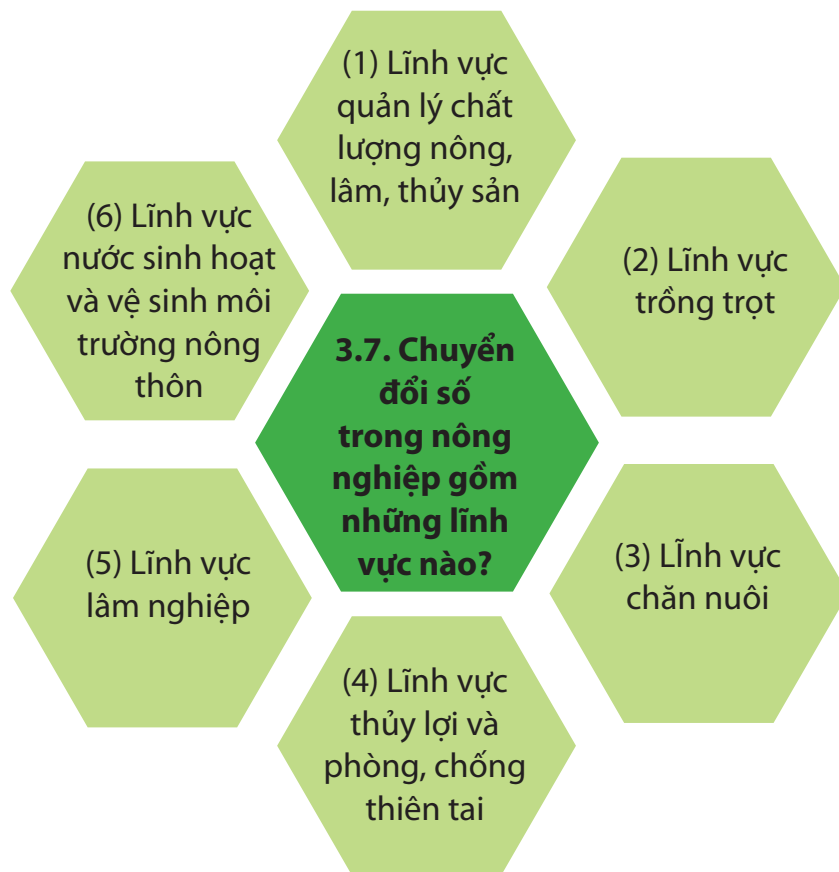 (1) Lĩnh vực
quản lý chất
lượng nông,
lâm, thủy sản
(2) Lĩnh vực
trồng trọt
(3) LĨnh vực
chăn nuôi
(4) Lĩnh vực
thủy lợi và
phòng, chống
thiên tai
(5) Lĩnh vực
lâm nghiệp
(6) Lĩnh vực
nước sinh hoạt
và vệ sinh môi
trường nông
thôn
3.7. Chuyển
đổi số
trong nông
nghiệp gồm
những lĩnh
vực nào?